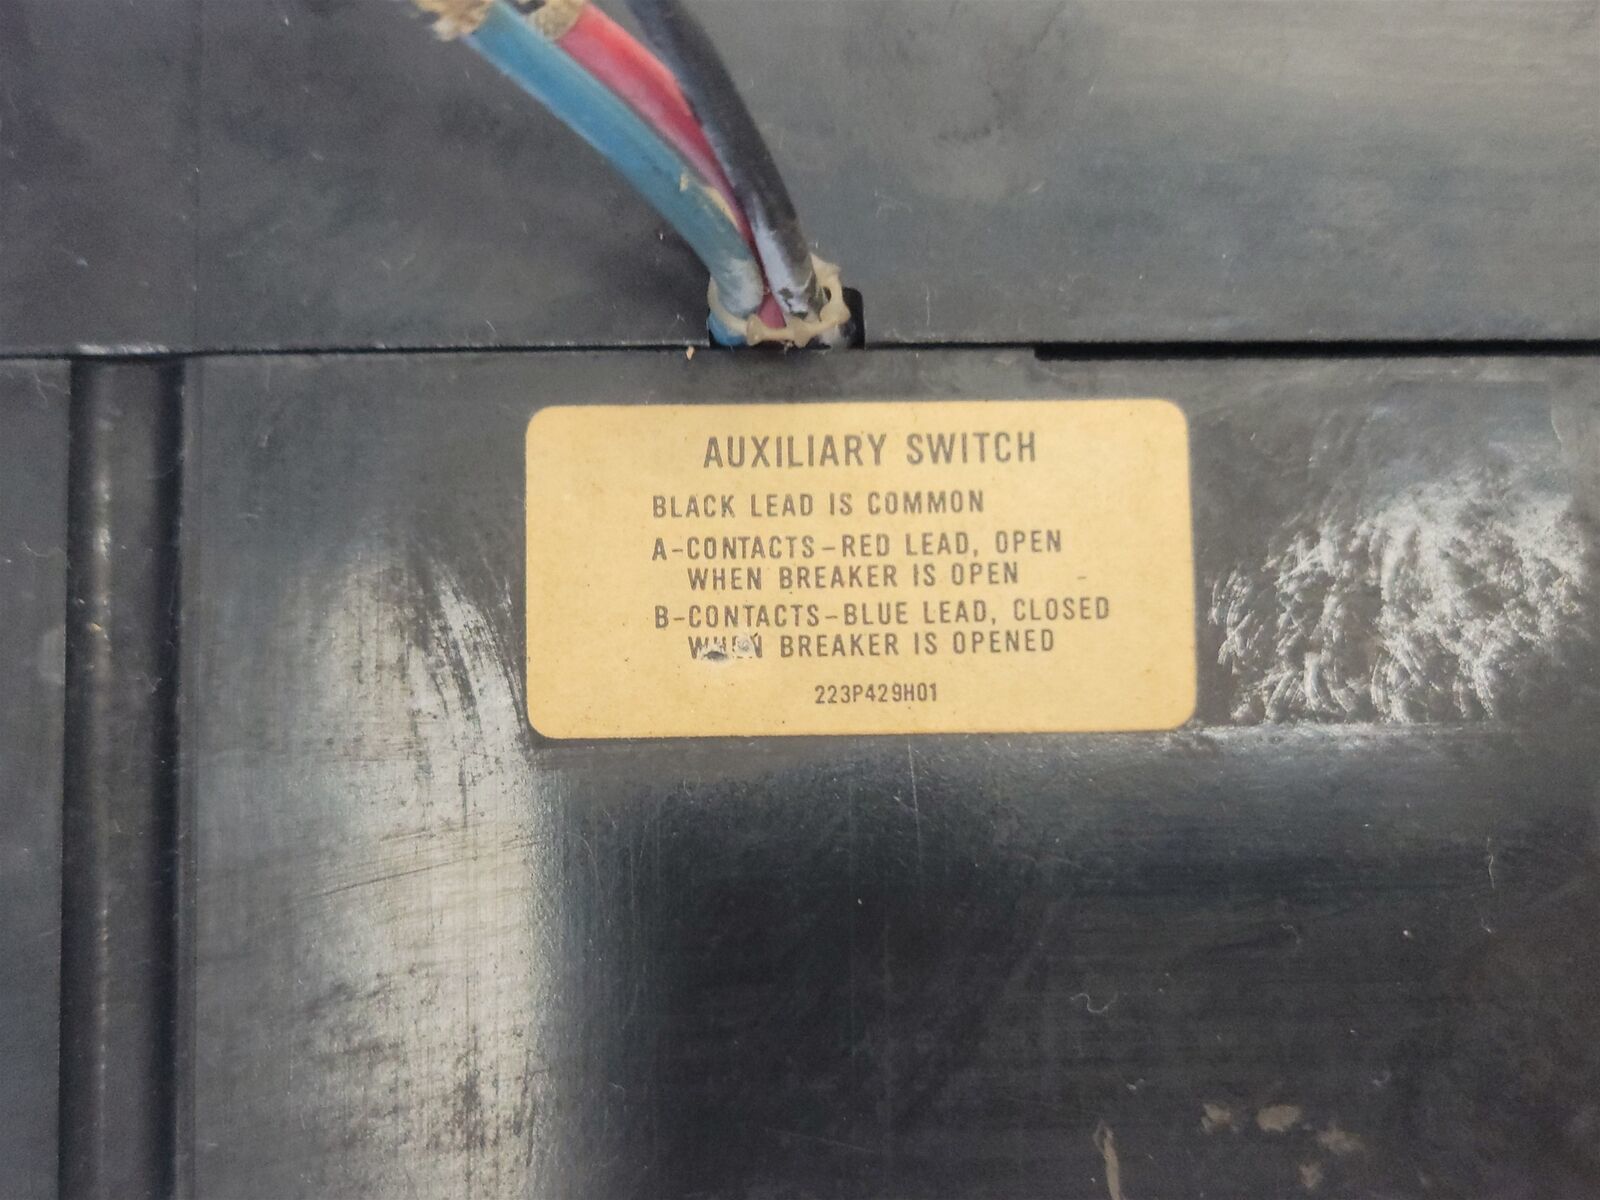 AUXILIARY SWITCH
BLACK LEAD IS COMMON
A-CONTACTS-RED LEAD, OPEN
WHEN BREAKER IS OPEN
B-CONTACTS-BLUE LEAD, CLOSED
WHEN BREAKER IS OPENED
223P429H01